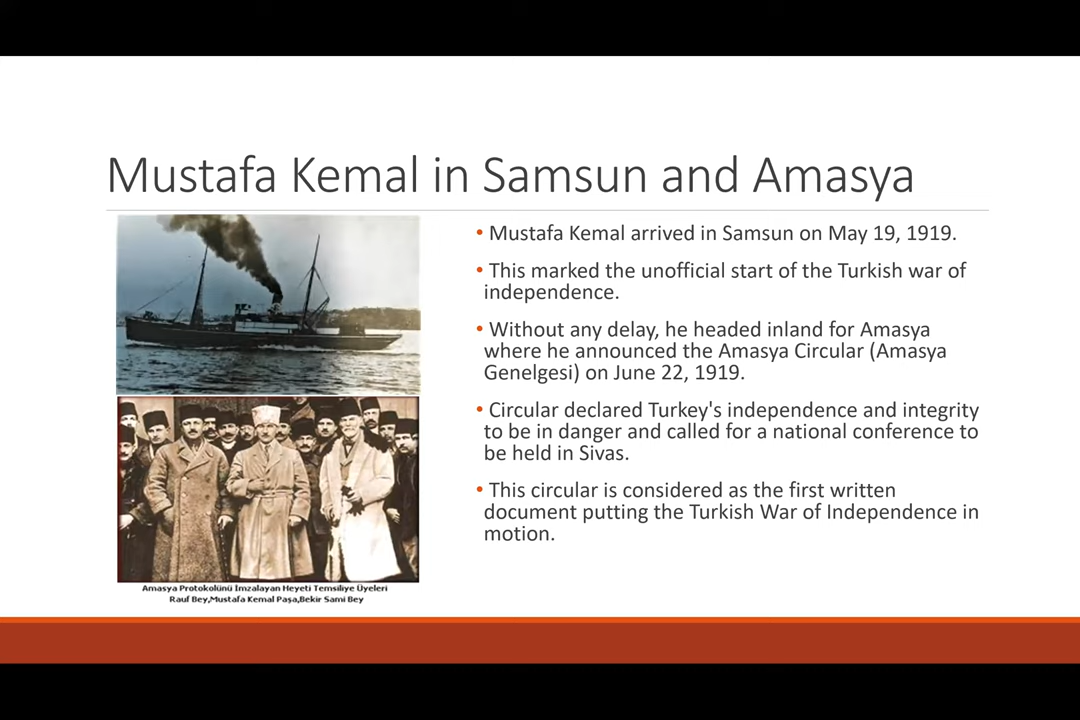 Mustafa Kemal in Samsun and Amasya
• Mustafa Kemal arrived in Samsun on May 19, 1919.
• This marked the unofficial start of the Turkish war of
independence.
• Without any delay, he headed inland for Amasya
where he announced the Amasya Circular (Amasya
Genelgesi) on June 22, 1919.
• Circular declared Turkey's independence and integrity
to be in danger and called for a national conference to
be held in Sivas.
• This circular is considered as the first written
document putting the Turkish War of Independence in
motion.
Amasya Protokolünü İmzalayan Heyeti Temsiliye Üyeleri
Rauf Bey,Mustafa Kemal Paşa,Bekir Sami Bey